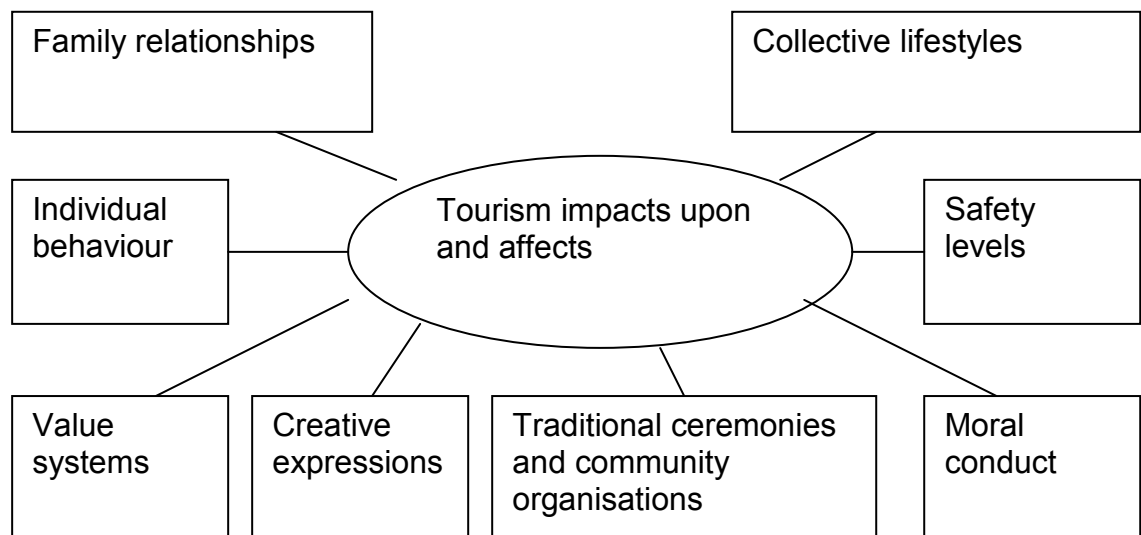 Family relationships
Collective lifestyles
Tourism impacts upon
and affects
Individual
behaviour
Safety
levels
Value
systems
Creative
expressions
Traditional ceremonies
and community
organisations
Moral
conduct